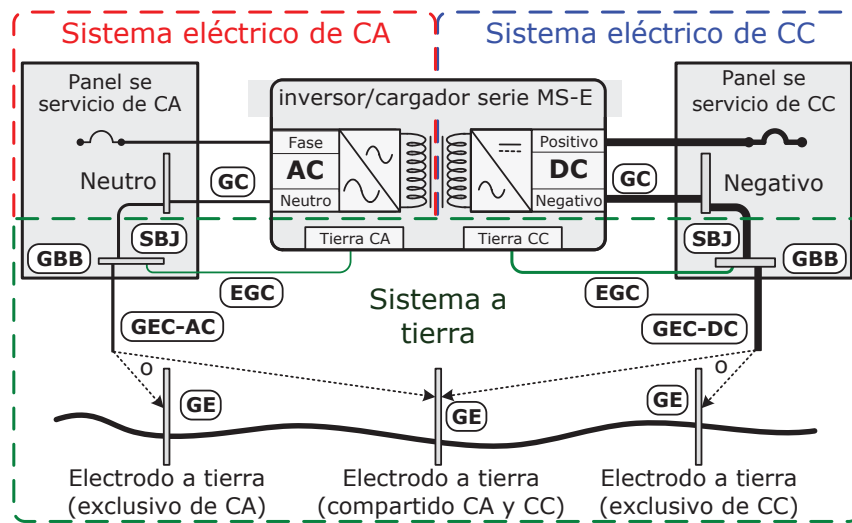 Sistema eléctrico de CA
Sistema eléctrico de CC
Panel se
servicio de CA
inversor/cargador serie MS-E
Panel se
servicio de CC
Fase
AC
Neutro
Positivo
DC
Negativo
Neutro
GC
GC
Negativo
SBJ
SBJ
GBB
GBB
Tierra CA
Tierra CC
EGC
EGC
Sistema a
tierra
GEC-AC
GEC-DC
o
o
GE
GE
GE
Electrodo a tierra
(exclusivo de CA)
Electrodo a tierra
(compartido CA y CC)
Electrodo a tierra
(exclusivo de CC)